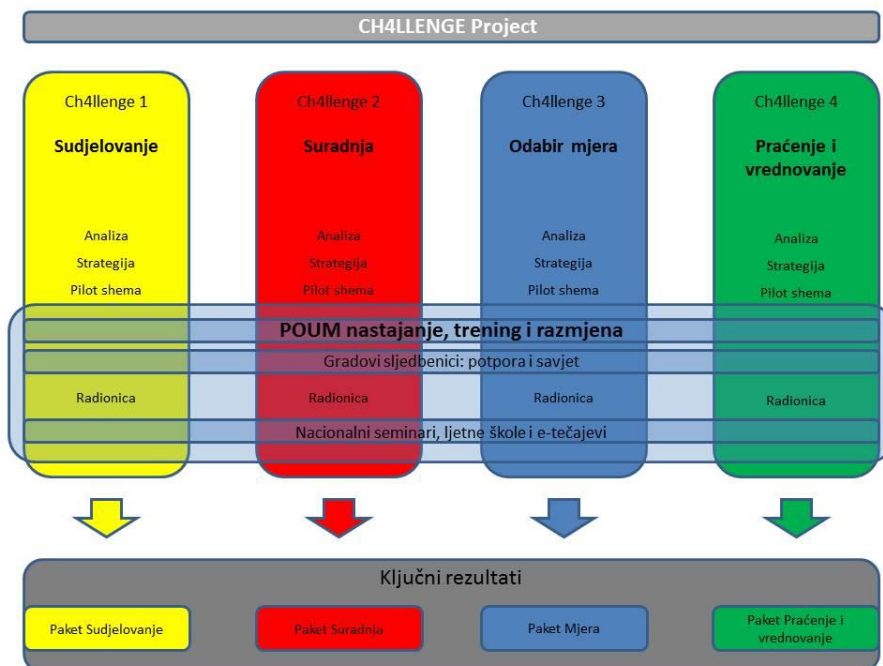 CH4LLENGE Project
Ch4llenge 1
Sudjelovanje
Analiza
Strategija
Pilot shema
Ch4llenge 2
Suradnja
Analiza
Strategija
Pilot shema
Ch4llenge 3
Odabir mjera
Analiza
Strategija
Pilot shema
Ch4llenge 4
Praćenje i
vrednovanje
Analiza
Strategija
Pilot shema
POUM nastajanje, trening i razmjena
Gradovi sljedbenici: potpora i savjet
Radionica
Radionica
Radionica
Radionica
Nacionalni seminari, ljetne škole i e-tečajevi
Ključni rezultati
Paket Sudjelovanje
Paket Suradnja
Paket Mjera
Paket Praćenje i
vrednovanje